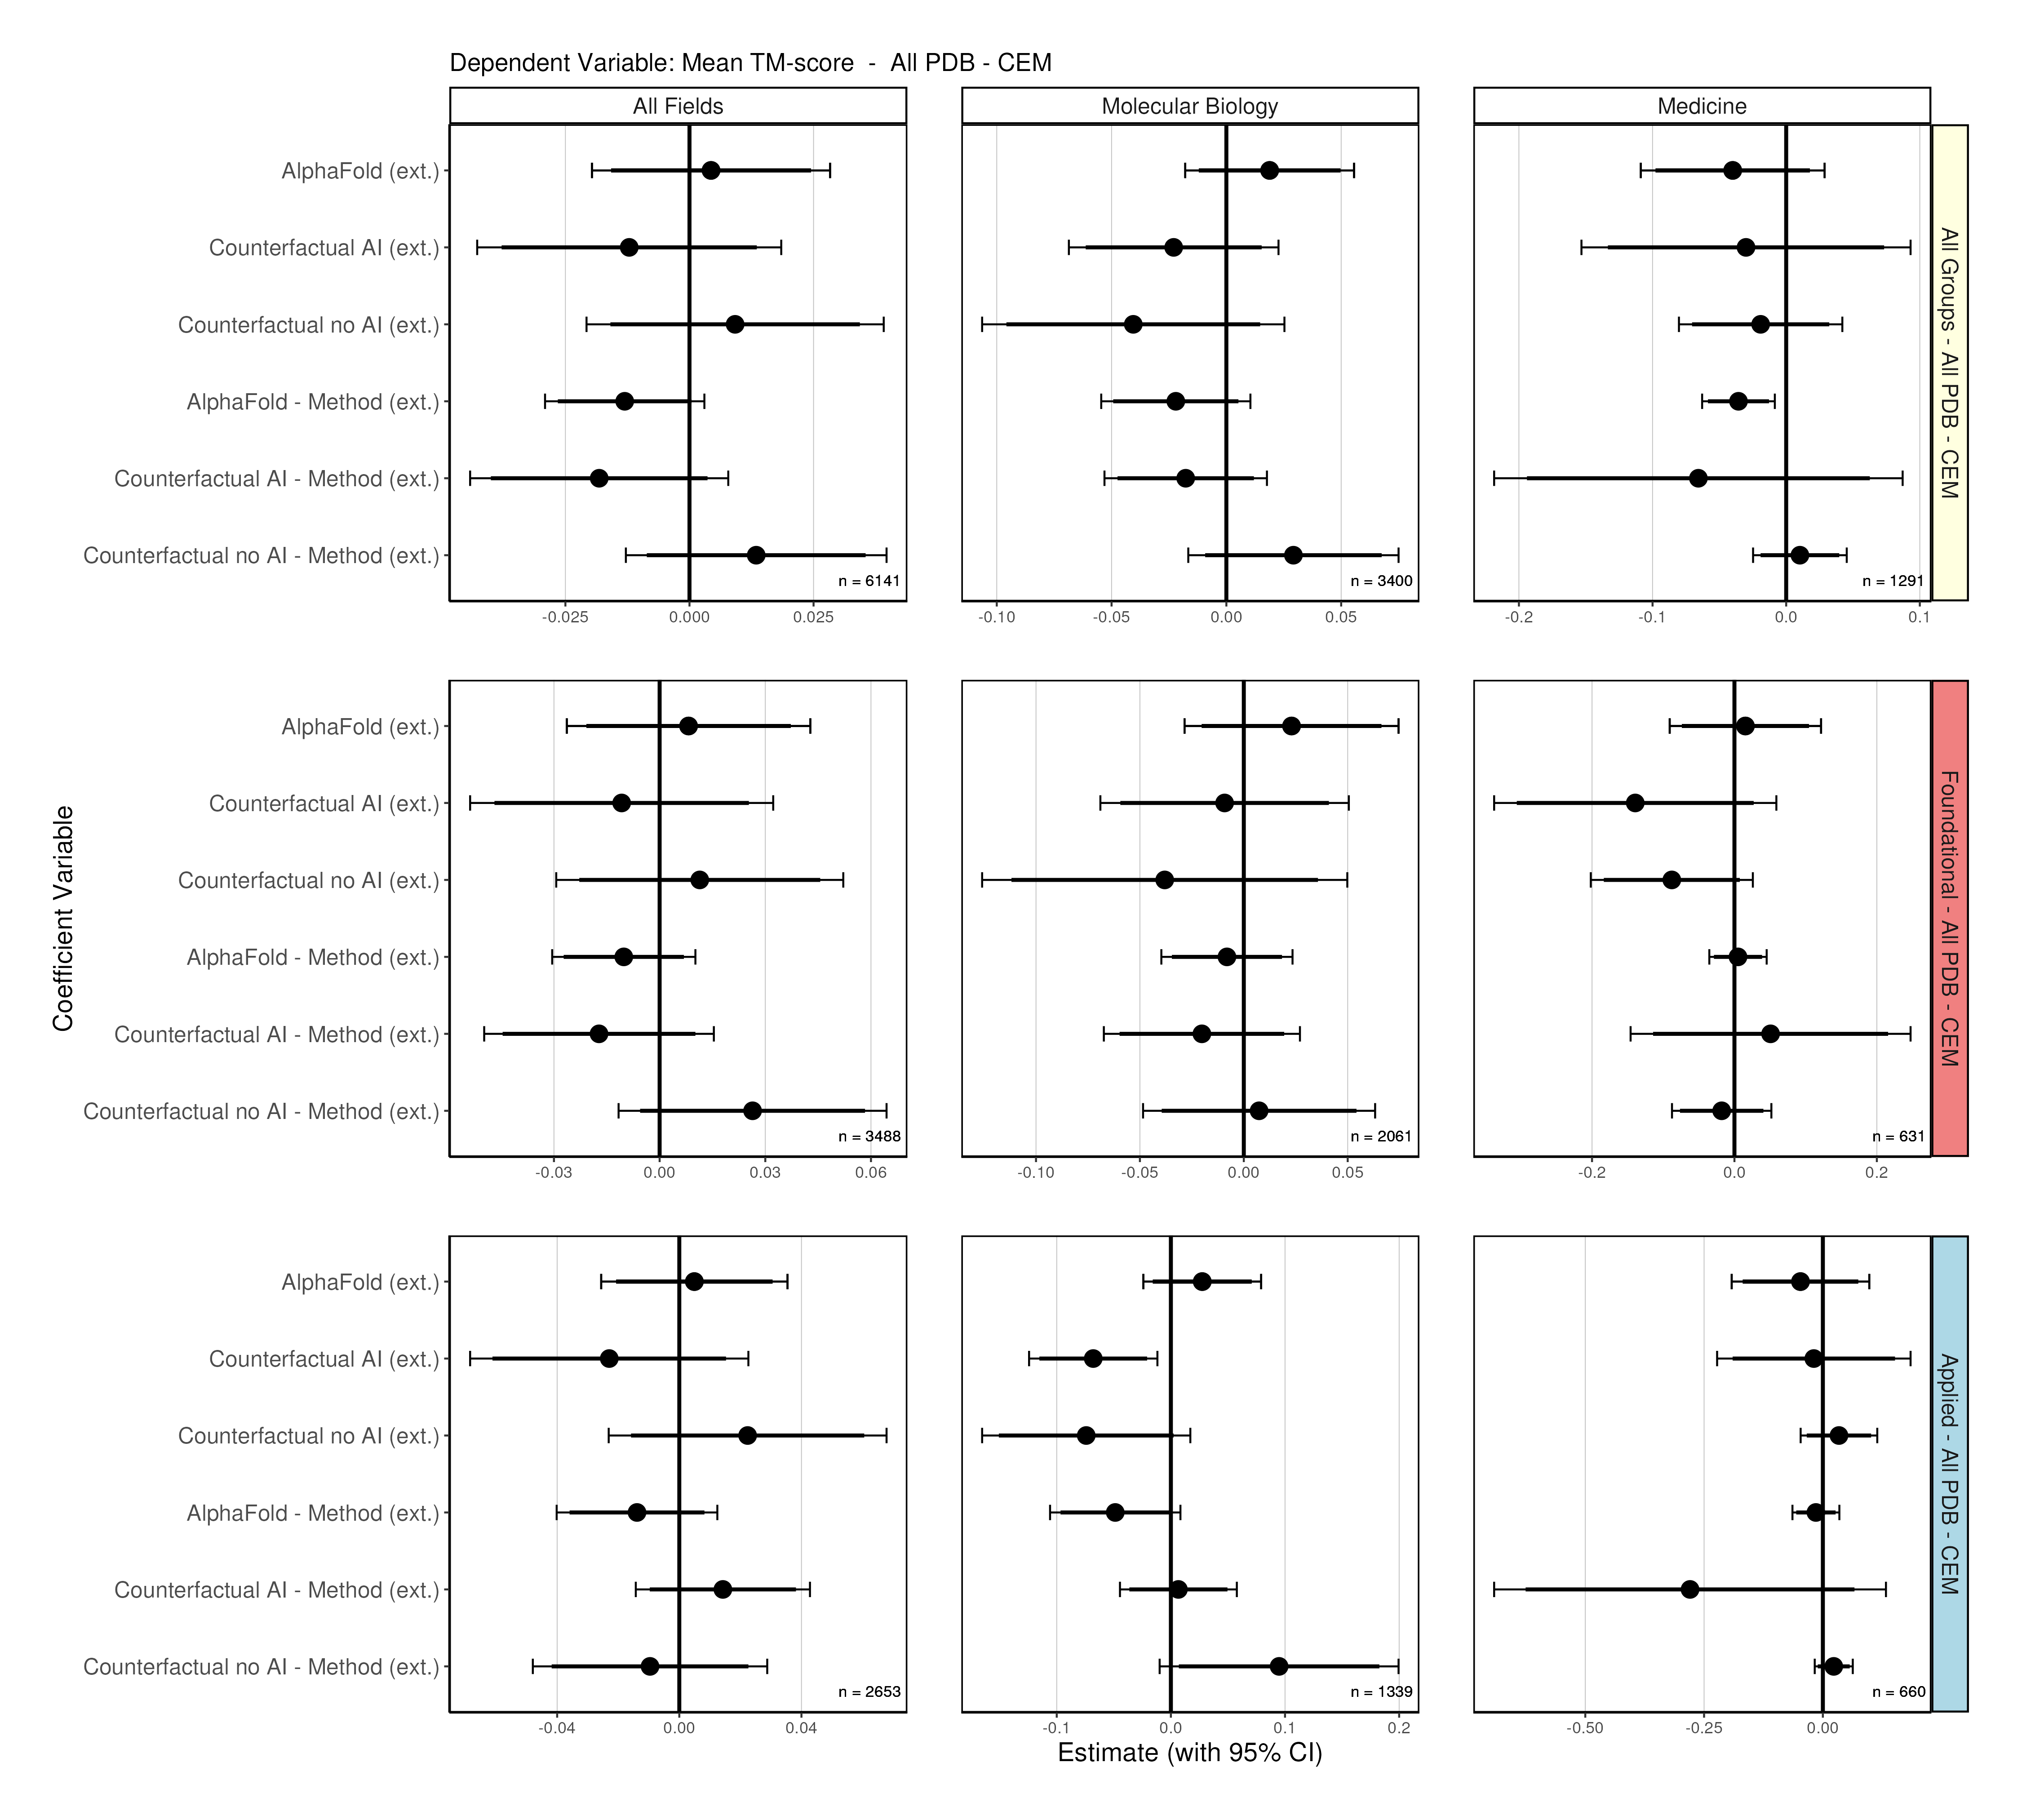 Dependent Variable: Mean TM-score - All PDB - CEM
All Fields
Molecular Biology
Medicine
AlphaFold (ext.)
Counterfactual AI (ext.)
Counterfactual no AI (ext.)
AlphaFold - Method (ext.)
Counterfactual AI - Method (ext.)
Counterfactual no AI - Method (ext.)
n = 6141
n = 3400
n = 1291
All Groups - All PDB - CEM
-0.025 0.000 0.025
-0.10 -0.05 0.00 0.05
-0.2 -0.1 0.0 0.1
Coefficient Variable
AlphaFold (ext.)
Counterfactual AI (ext.)
Counterfactual no AI (ext.)
AlphaFold - Method (ext.)
Counterfactual AI - Method (ext.)
Counterfactual no AI - Method (ext.)
n = 3488
n = 2061
n = 631
Foundational - All PDB - CEM
-0.03 0.00 0.03 0.06
-0.10 -0.05 0.00 0.05
-0.2 0.0 0.2
AlphaFold (ext.)
Counterfactual AI (ext.)
Counterfactual no AI (ext.)
AlphaFold - Method (ext.)
Counterfactual AI - Method (ext.)
Counterfactual no AI - Method (ext.)
n = 2653
n = 1339
n = 660
Applied - All PDB - CEM
-0.04 0.00 0.04
-0.1 0.0 0.1 0.2
-0.50 -0.25 0.00
Estimate (with 95% CI)